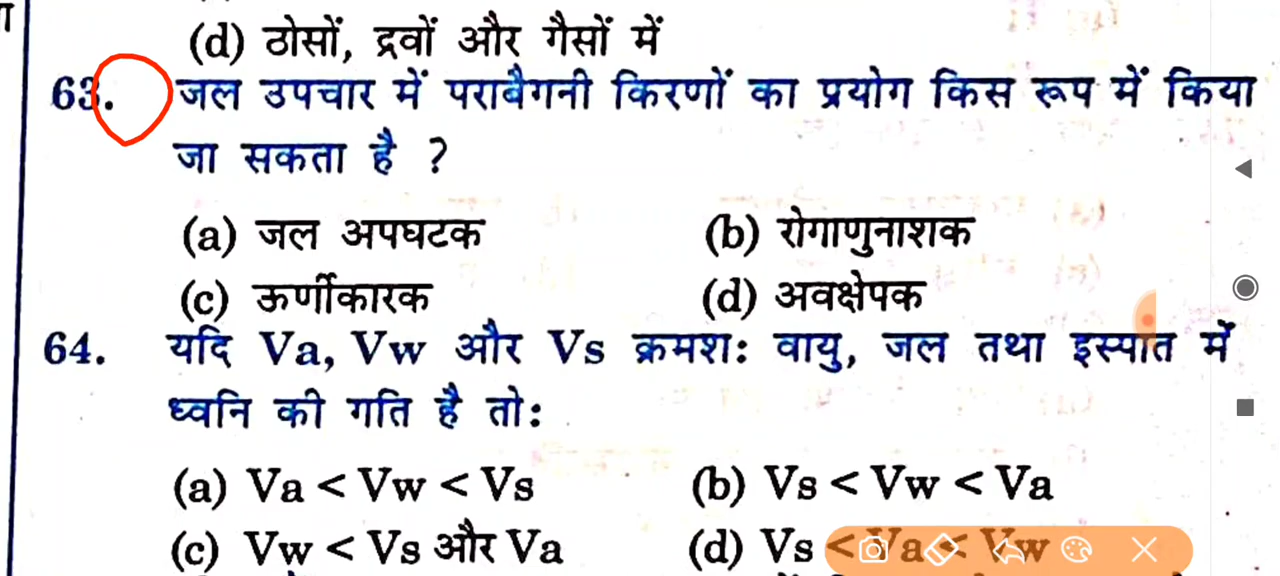 (d) ठोसों, द्रवों और गैसों में
63. जल उपचार में पराबैगनी किरणों का प्रयोग किस रूप में किया
जा सकता है ?
(a) जल अपघटक (b) रोगाणुनाशक
(c) ऊर्णीकारक (d) अवक्षेपक
64. यदि Va, Vw और Vs क्रमशः वायु, जल तथा इस्पात में
ध्वनि की गति है तो:
(a) Va < Vw < Vs (b) Vs < Vw < Va
(c) Vw < Vs और Va (d) Vs < Va < Vw